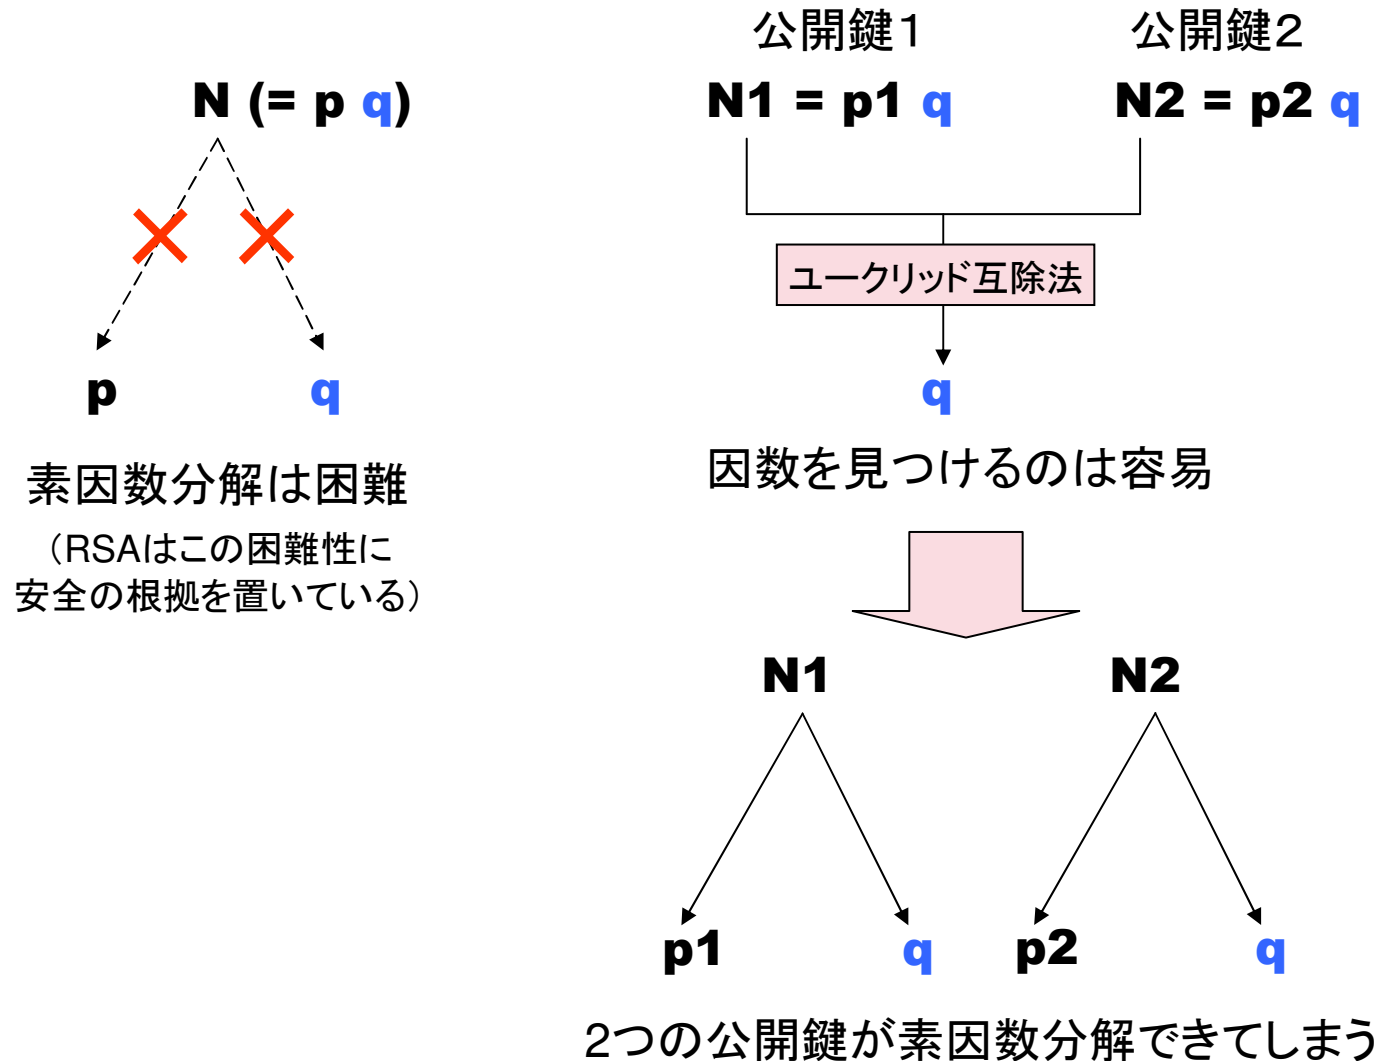 N (= p q)
p q
素因数分解は困難
（RSAはこの困難性に
安全の根拠を置いている）
公開鍵１ 公開鍵２
N1 = p1 q N2 = p2 q
ユークリッド互除法
q
因数を見つけるのは容易
N1 N2
p1 q p2 q
2つの公開鍵が素因数分解できてしまう